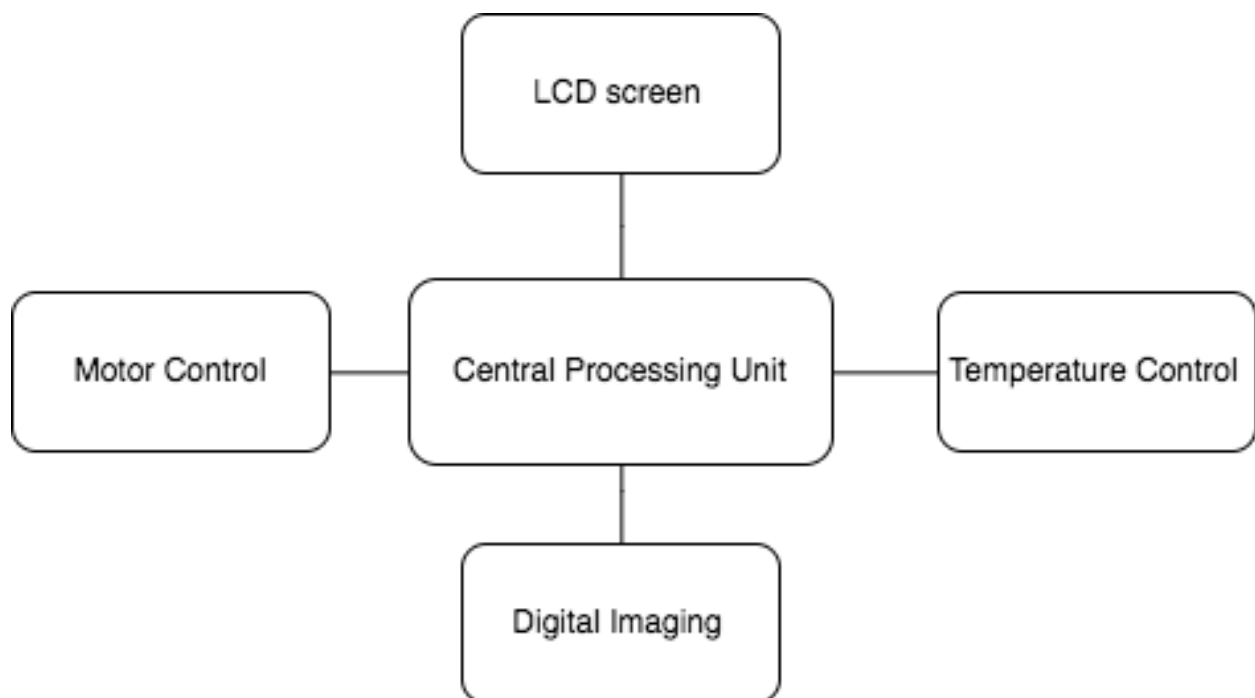 LCD screen
Motor Control
Central Processing Unit
Temperature Control
Digital Imaging